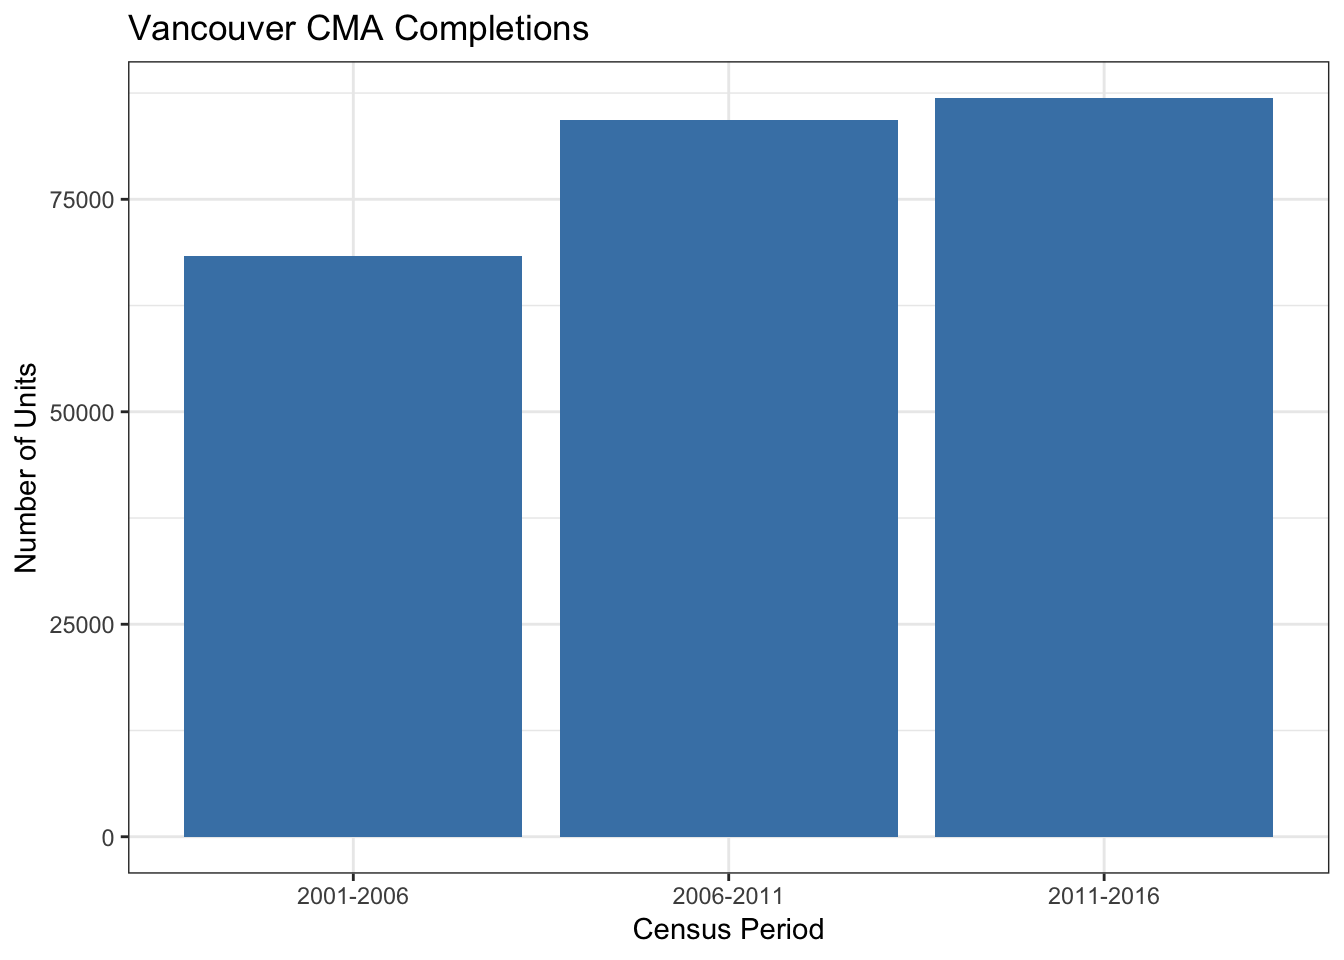 Vancouver CMA Completions
Number of Units
75000
50000
25000
0
2001-2006
2006-2011
2011-2016
Census Period